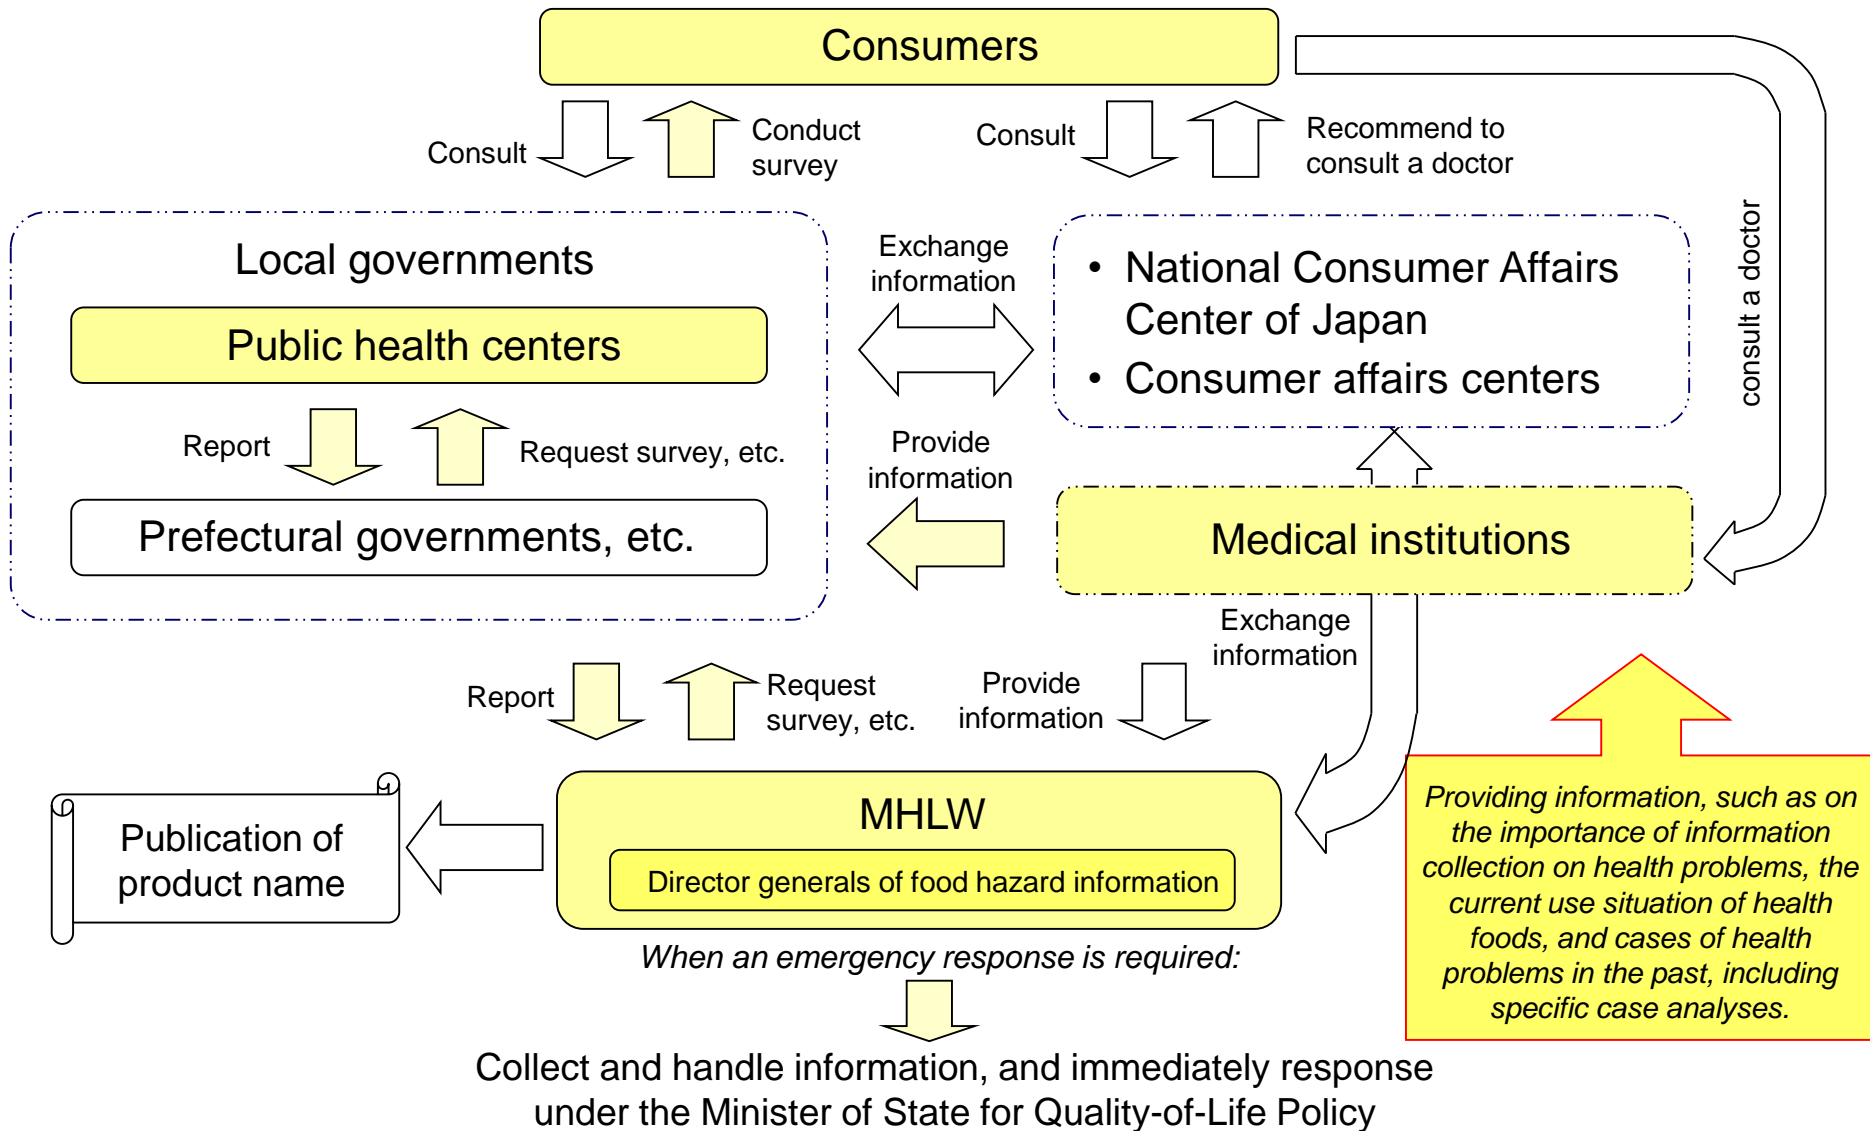 Consumers
Consult
Conduct
survey
Consult
Recommend to
consult a doctor
consult a doctor
Local governments
Public health centers
Report
Request survey, etc.
Prefectural governments, etc.
Exchange
information
• National Consumer Affairs
Center of Japan
• Consumer affairs centers
Provide
information
Medical institutions
Exchange
information
Report
Request
survey, etc.
Provide
information
Publication of
product name
MHLW
Director generals of food hazard information
When an emergency response is required:
Collect and handle information, and immediately response
under the Minister of State for Quality-of-Life Policy
Providing information, such as on
the importance of information
collection on health problems, the
current use situation of health
foods, and cases of health
problems in the past, including
specific case analyses.